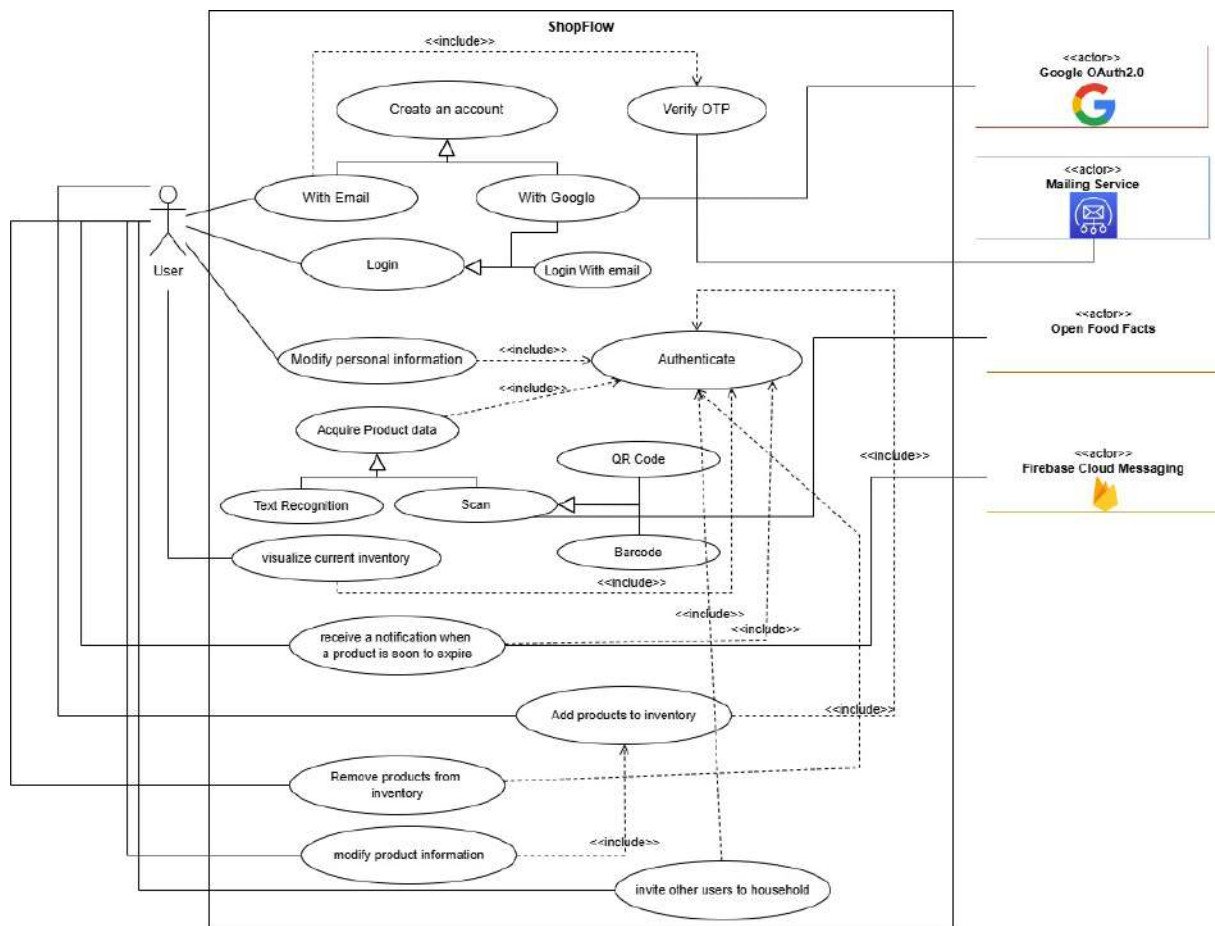 ShopFlow
<<include>>
<<actor>>
Google OAuth2.0
Create an account
Verify OTP
<<actor>>
Mailing Service
With Email
With Google
User
Login
Login With email
<<actor>>
Open Food Facts
Modify personal information
<<include>>
Authenticate
<<include>>
Acquire Product data
QR Code
<<include>>
<<actor>>
Firebase Cloud Messaging
Text Recognition
Scan
visualize current inventory
Barcode
<<include>>
<<include>>
receive a notification when
a product is soon to expire
<<include>>
Add products to inventory
<<include>>
Remove products from
inventory
modify product information
<<include>>
invite other users to household